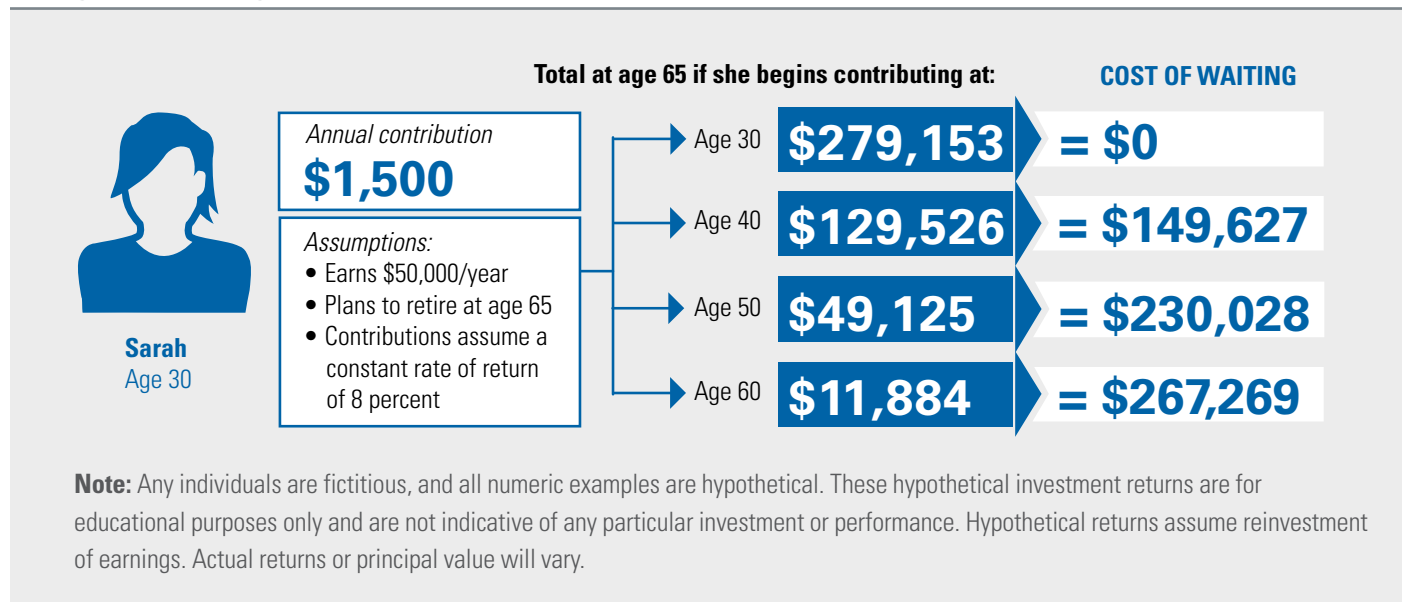 Total at age 65 if she begins contributing at:
COST OF WAITING
Annual contribution
$1,500
Assumptions:
• Earns $50,000/year
• Plans to retire at age 65
• Contributions assume a
constant rate of return
of 8 percent
Sarah
Age 30
Age 30 $279,153 = $0
Age 40 $129,526 = $149,627
Age 50 $49,125 = $230,028
Age 60 $11,884 = $267,269
Note: Any individuals are fictitious, and all numeric examples are hypothetical. These hypothetical investment returns are for
educational purposes only and are not indicative of any particular investment or performance. Hypothetical returns assume reinvestment
of earnings. Actual returns or principal value will vary.